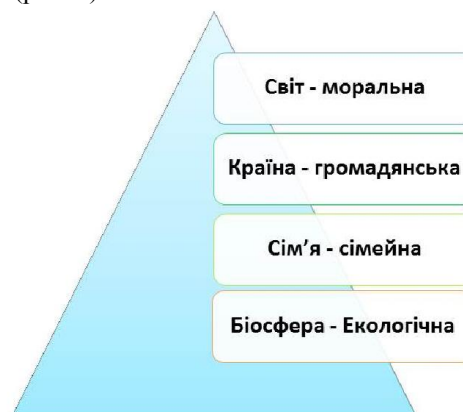 Світ - моральна
Країна - громадянська
Сім’я - сімейна
Біосфера - Екологічна